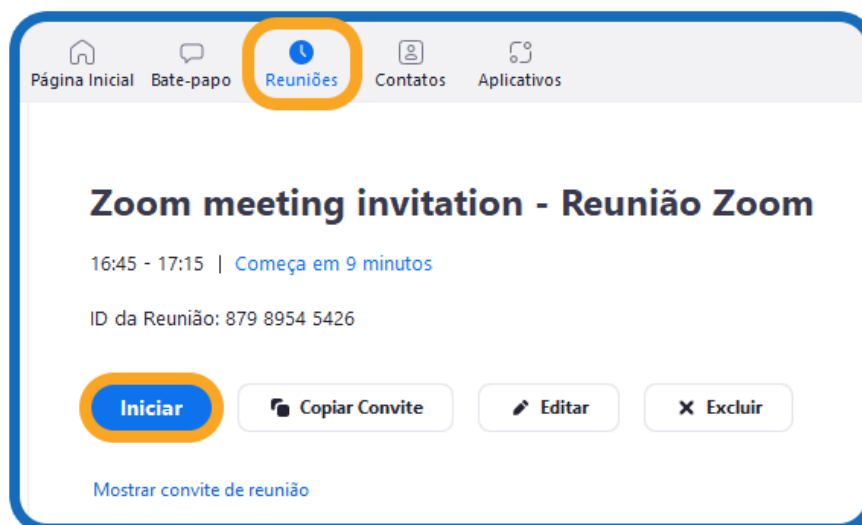 Página Inicial Bate-papo Reuniões Contatos Aplicativos
Zoom meeting invitation - Reunião Zoom
16:45 - 17:15 | Começa em 9 minutos
ID da Reunião: 879 8954 5426
Iniciar Copiar Convite Editar Excluir
Mostrar convite de reunião